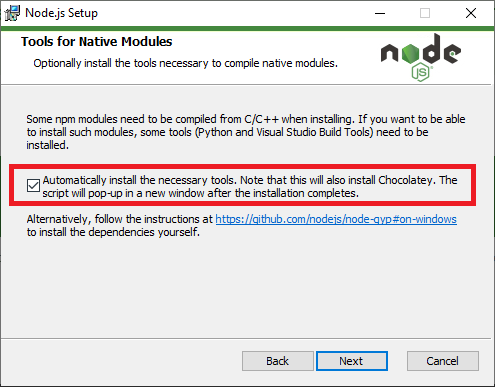 Node.js Setup
Tools for Native Modules
Optionally install the tools necessary to compile native modules.
node
JS
Some npm modules need to be compiled from C/C++ when installing. If you want to be able
to install such modules, some tools (Python and Visual Studio Build Tools) need to be
installed.
Automatically install the necessary tools. Note that this will also install Chocolatey. The
script will pop-up in a new window after the installation completes.
Alternatively, follow the instructions at https://github.com/nodejs/node-gyp#on-windows
to install the dependencies yourself.
Back
Next
Cancel